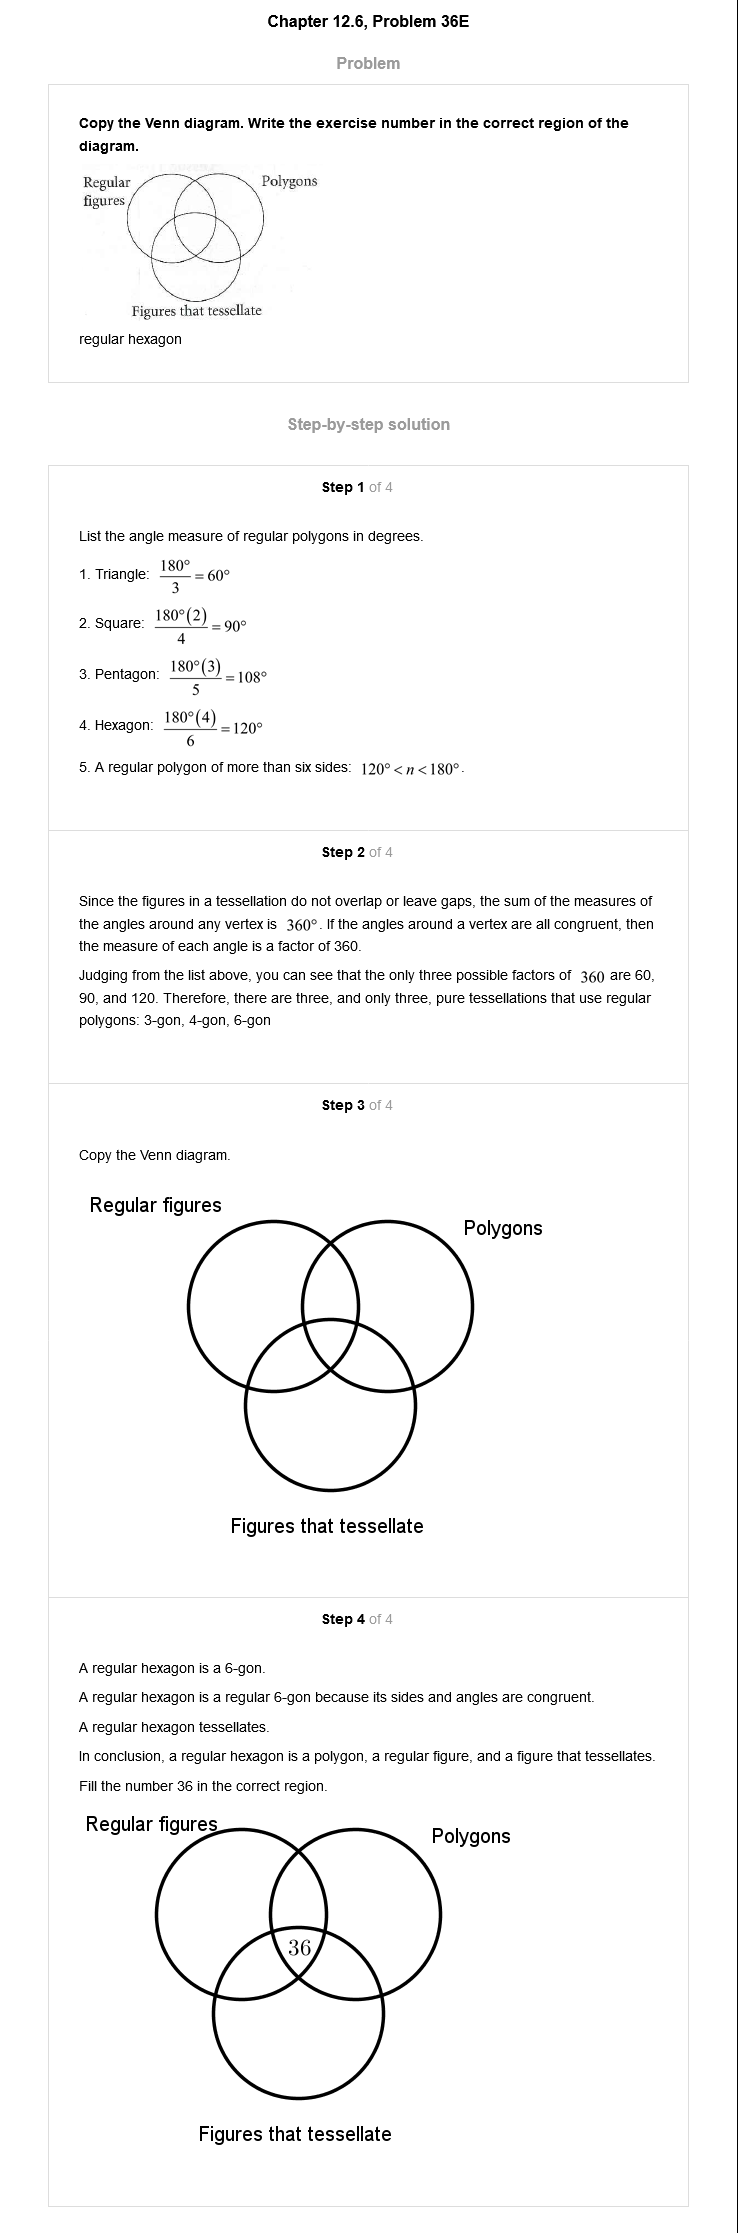 Chapter 12.6, Problem 36E
Problem
Copy the Venn diagram. Write the exercise number in the correct region of the
diagram.
Regular
figures
Polygons
Figures that tessellate
regular hexagon
Step-by-step solution
Step 1 of 4
List the angle measure of regular polygons in degrees.
1. Triangle: 180°/3 = 60°
2. Square: 180°(2)/4 = 90°
3. Pentagon: 180°(3)/5 = 108°
4. Hexagon: 180°(4)/6 = 120°
5. A regular polygon of more than six sides: 120° < n < 180°.
Step 2 of 4
Since the figures in a tessellation do not overlap or leave gaps, the sum of the measures of
the angles around any vertex is 360°. If the angles around a vertex are all congruent, then
the measure of each angle is a factor of 360.
Judging from the list above, you can see that the only three possible factors of 360 are 60,
90, and 120. Therefore, there are three, and only three, pure tessellations that use regular
polygons: 3-gon, 4-gon, 6-gon
Step 3 of 4
Copy the Venn diagram.
Regular figures
Polygons
Figures that tessellate
Step 4 of 4
A regular hexagon is a 6-gon.
A regular hexagon is a regular 6-gon because its sides and angles are congruent.
A regular hexagon tessellates.
In conclusion, a regular hexagon is a polygon, a regular figure, and a figure that tessellates.
Fill the number 36 in the correct region.
Regular figures
Polygons
36
Figures that tessellate